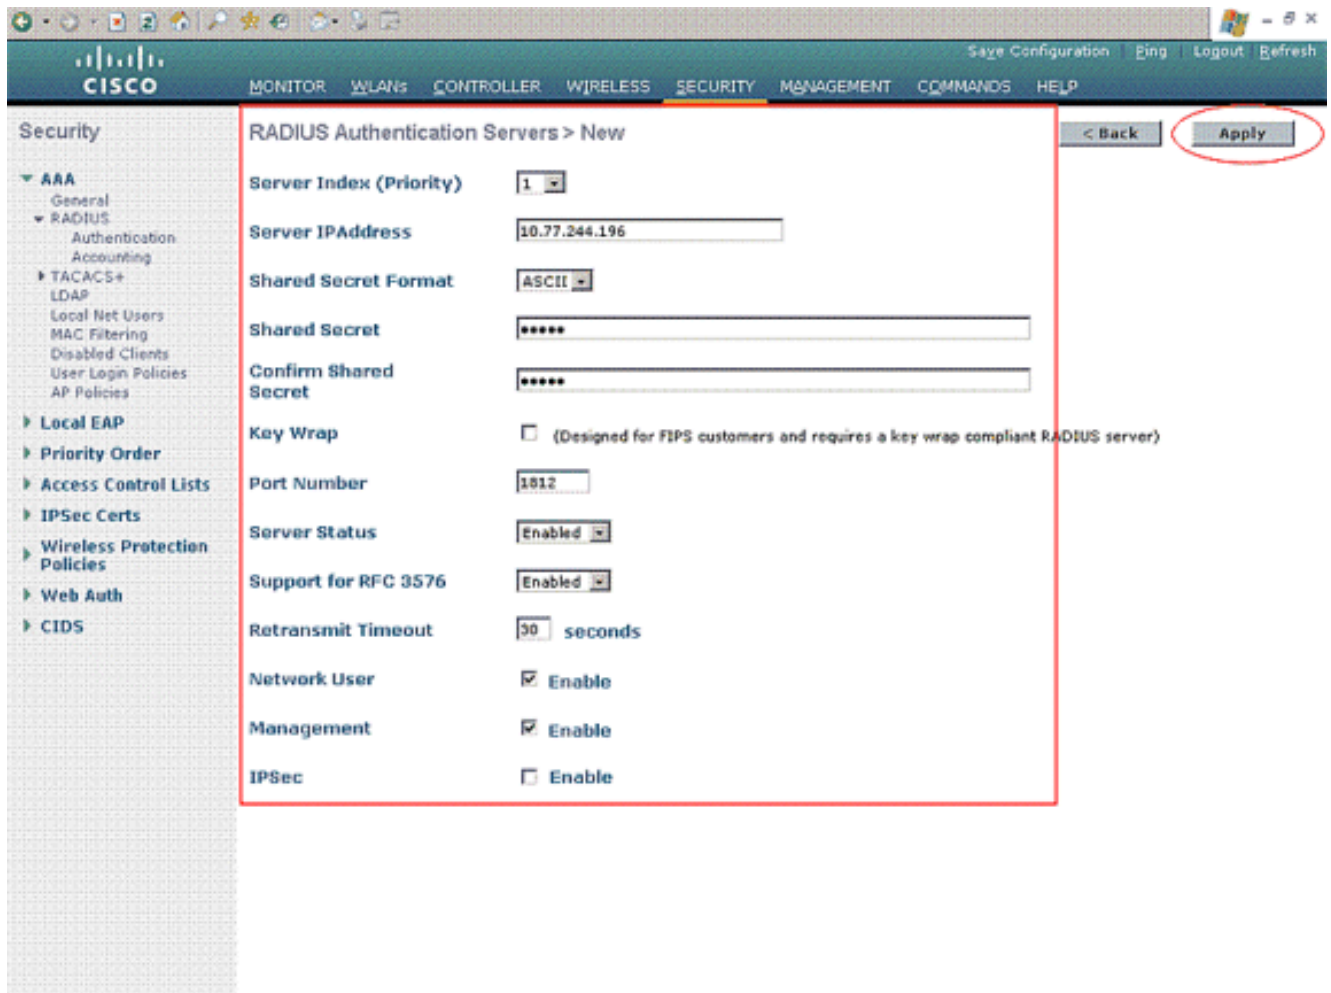 Save Configuration Ping Logout Refresh
CISCO
MONITOR WLANs CONTROLLER WIRELESS SECURITY MANAGEMENT COMMANDS HELP
Security
AAA
General
RADIUS
Authentication
Accounting
TACACS+
LDAP
Local Net Users
MAC Filtering
Disabled Clients
User Login Policies
AP Policies
Local EAP
Priority Order
Access Control Lists
IPSec Certs
Wireless Protection
Policies
Web Auth
CIDS
RADIUS Authentication Servers > New
< Back Apply
Server Index (Priority) 1
Server IPAddress 10.77.244.196
Shared Secret Format ASCII
Shared Secret •••••
Confirm Shared
Secret •••••
Key Wrap (Designed for FIPS customers and requires a key wrap compliant RADIUS server)
Port Number 1812
Server Status Enabled
Support for RFC 3576 Enabled
Retransmit Timeout 30 seconds
Network User Enable
Management Enable
IPSec Enable